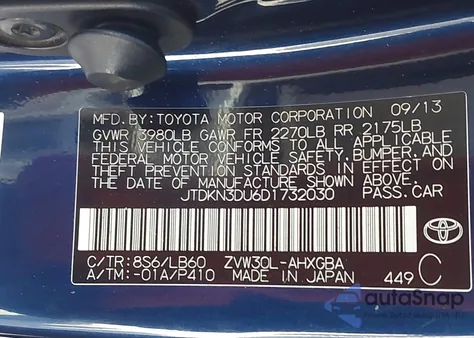 MFD. BY: TOYOTA MOTOR CORPORATION 09/13
GVWR 3980LB GAWR FR 2270LB RR 2175LB
THIS VEHICLE CONFORMS TO ALL APPLICABLE
FEDERAL MOTOR VEHICLE SAFETY, BUMPER, AND
THEFT PREVENTION STANDARDS IN EFFECT ON
THE DATE OF MANUFACTURE SHOWN ABOVE.
JTDKN3DU6D1732030 PASS. CAR
C/TR: 8S6/LB60 ZVW30L-AHXGBA
A/TM: -01A/P410 MADE IN JAPAN 449 C
TOYOTA
autoSnap